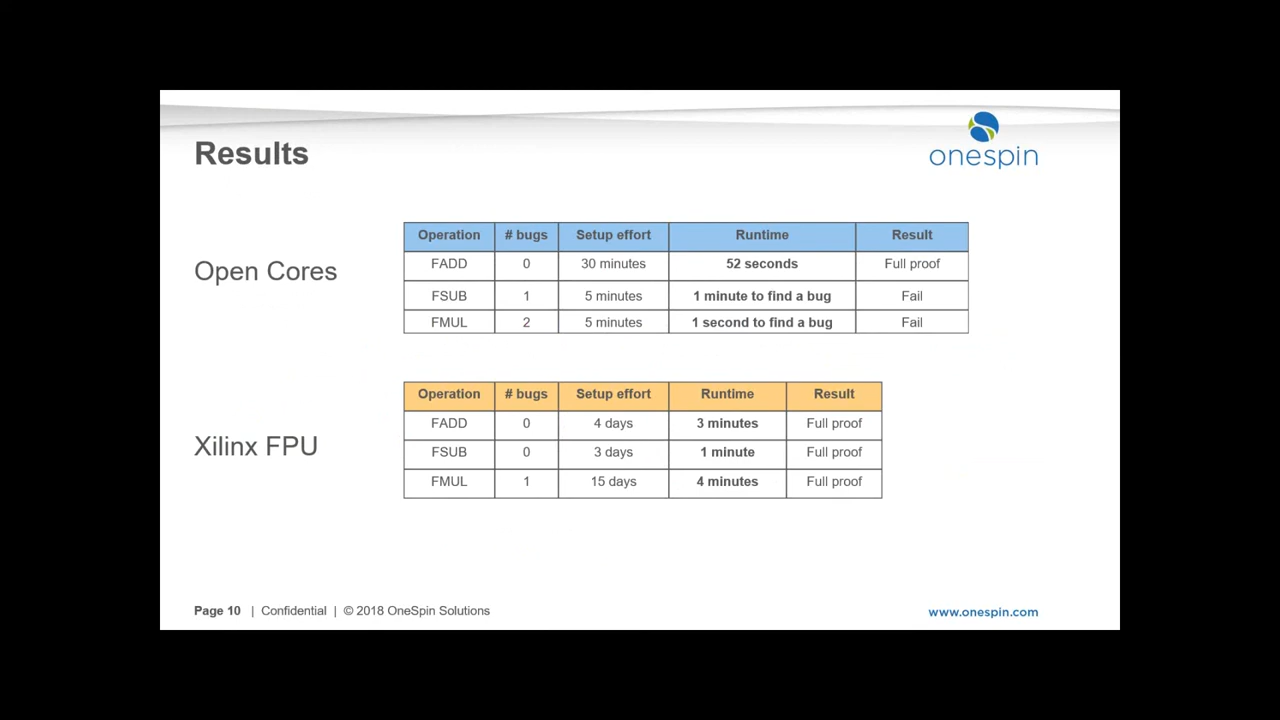 Results
onespin
Open Cores
Operation # bugs Setup effort Runtime Result
FADD 0 30 minutes 52 seconds Full proof
FSUB 1 5 minutes 1 minute to find a bug Fail
FMUL 2 5 minutes 1 second to find a bug Fail
Xilinx FPU
Operation # bugs Setup effort Runtime Result
FADD 0 4 days 3 minutes Full proof
FSUB 0 3 days 1 minute Full proof
FMUL 1 15 days 4 minutes Full proof
Page 10 | Confidential | © 2018 OneSpin Solutions
www.onespin.com